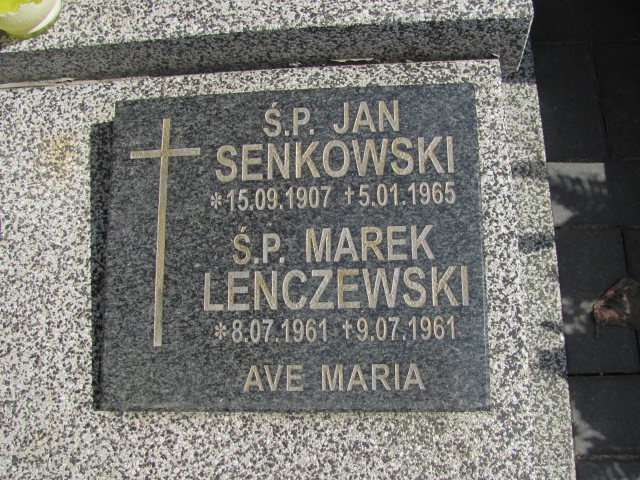 Ś.P. JAN
SENKOWSKI
*15.09.1907 †5.01.1965
Ś.P. MAREK
LENCZEWSKI
*8.07.1961 †9.07.1961
AVE MARIA